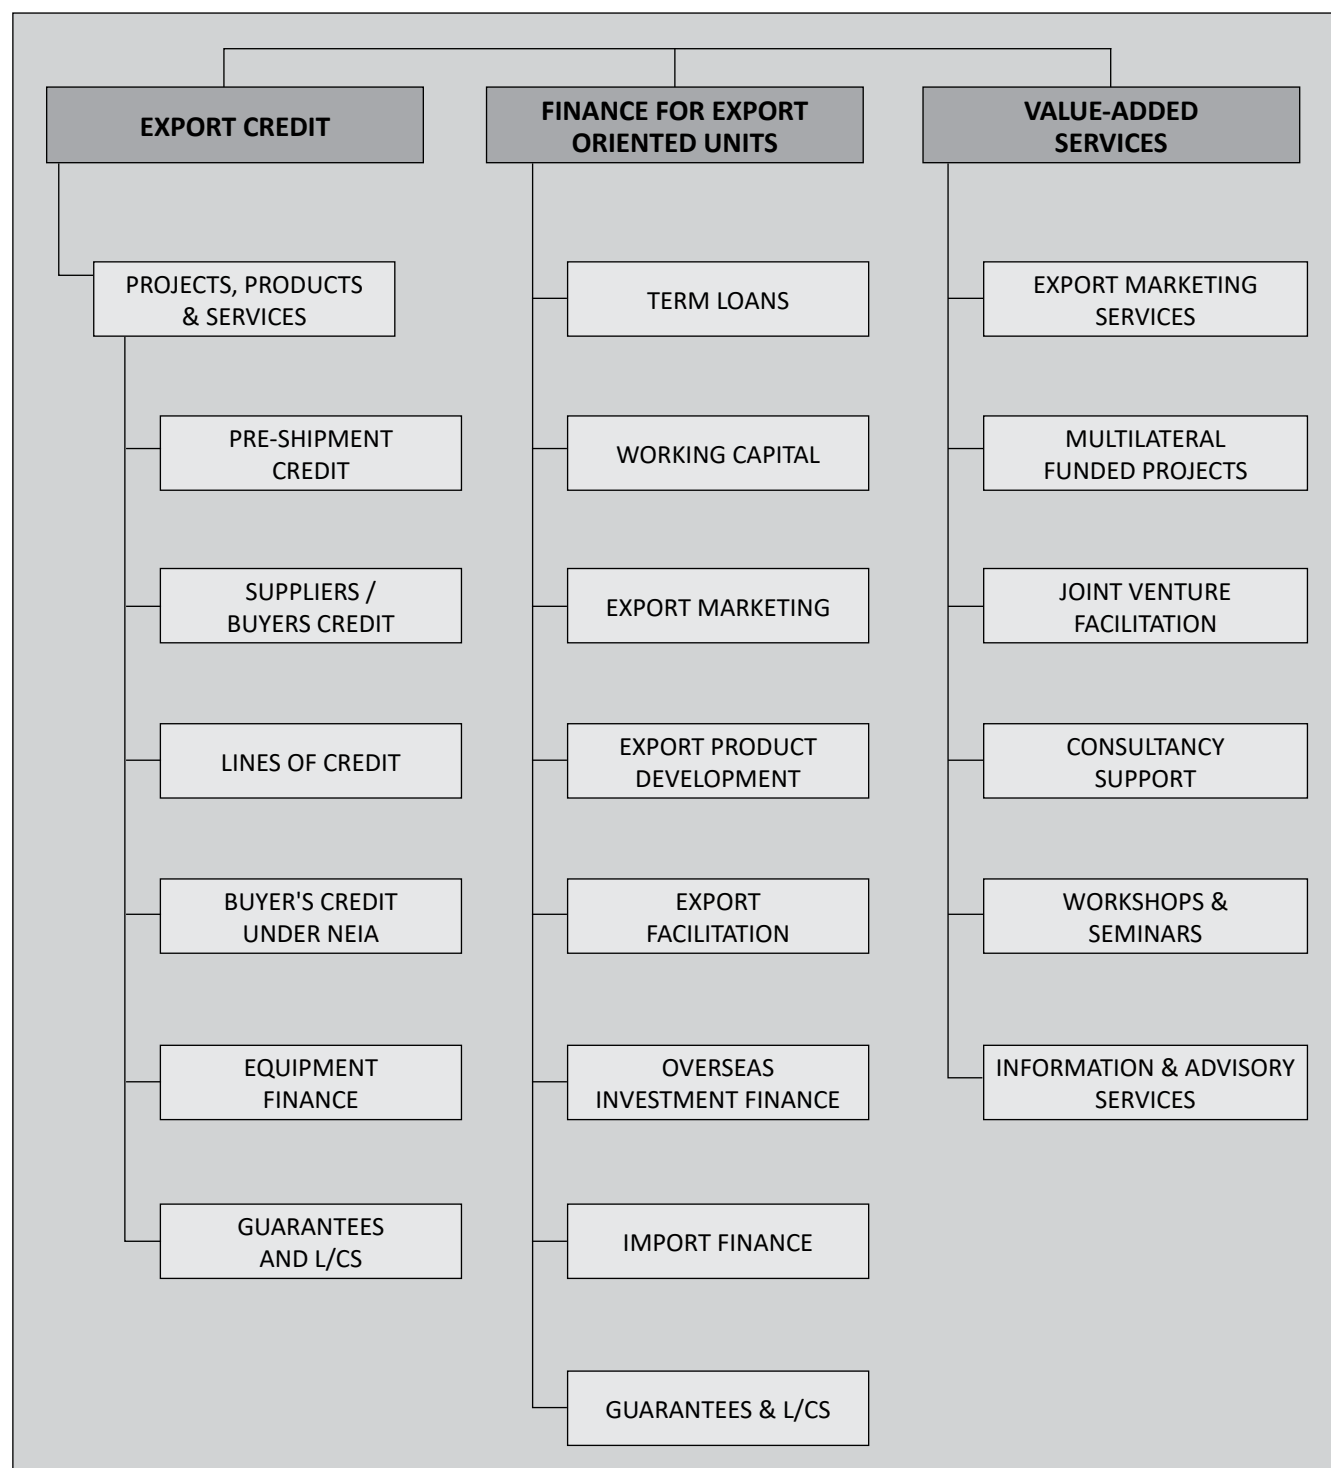 EXPORT CREDIT
PROJECTS, PRODUCTS
& SERVICES
PRE-SHIPMENT
CREDIT
SUPPLIERS /
BUYERS CREDIT
LINES OF CREDIT
BUYER'S CREDIT
UNDER NEIA
EQUIPMENT
FINANCE
GUARANTEES
AND L/CS
FINANCE FOR EXPORT
ORIENTED UNITS
TERM LOANS
WORKING CAPITAL
EXPORT MARKETING
EXPORT PRODUCT
DEVELOPMENT
EXPORT
FACILITATION
OVERSEAS
INVESTMENT FINANCE
IMPORT FINANCE
GUARANTEES & L/CS
VALUE-ADDED
SERVICES
EXPORT MARKETING
SERVICES
MULTILATERAL
FUNDED PROJECTS
JOINT VENTURE
FACILITATION
CONSULTANCY
SUPPORT
WORKSHOPS &
SEMINARS
INFORMATION & ADVISORY
SERVICES